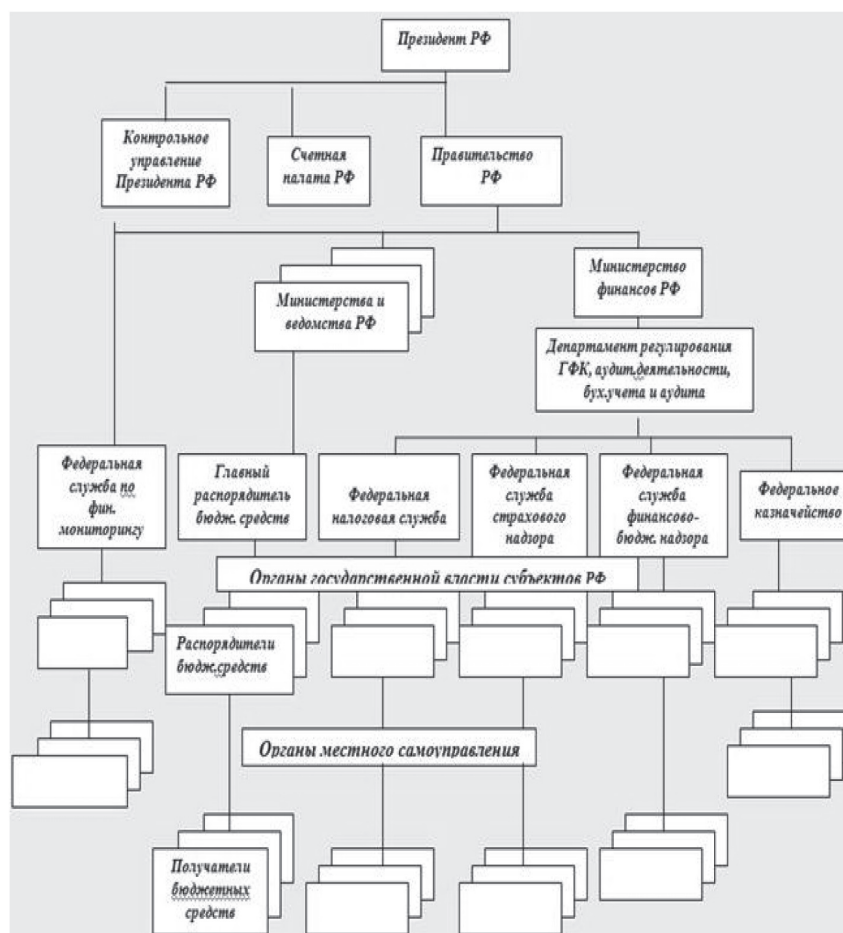 Президент РФ
Контрольное
управление
Президента РФ
Счетная
палата РФ
Правительство
РФ
Министерства и
ведомства РФ
Министерство
финансов РФ
Департамент регулирования
ГФК, аудит.деятельности,
бух.учета и аудита
Федеральная
служба по
фин.
мониторингу
Главный
распорядитель
бюдж. средств
Федеральная
налоговая служба
Федеральная
служба
страхового
надзора
Федеральная
служба
финансово-
бюдж. надзора
Федеральное
казначейство
Органы государственной власти субъектов РФ
Распорядители
бюдж.средств
Органы местного самоуправления
Получатели
бюджетных
средств